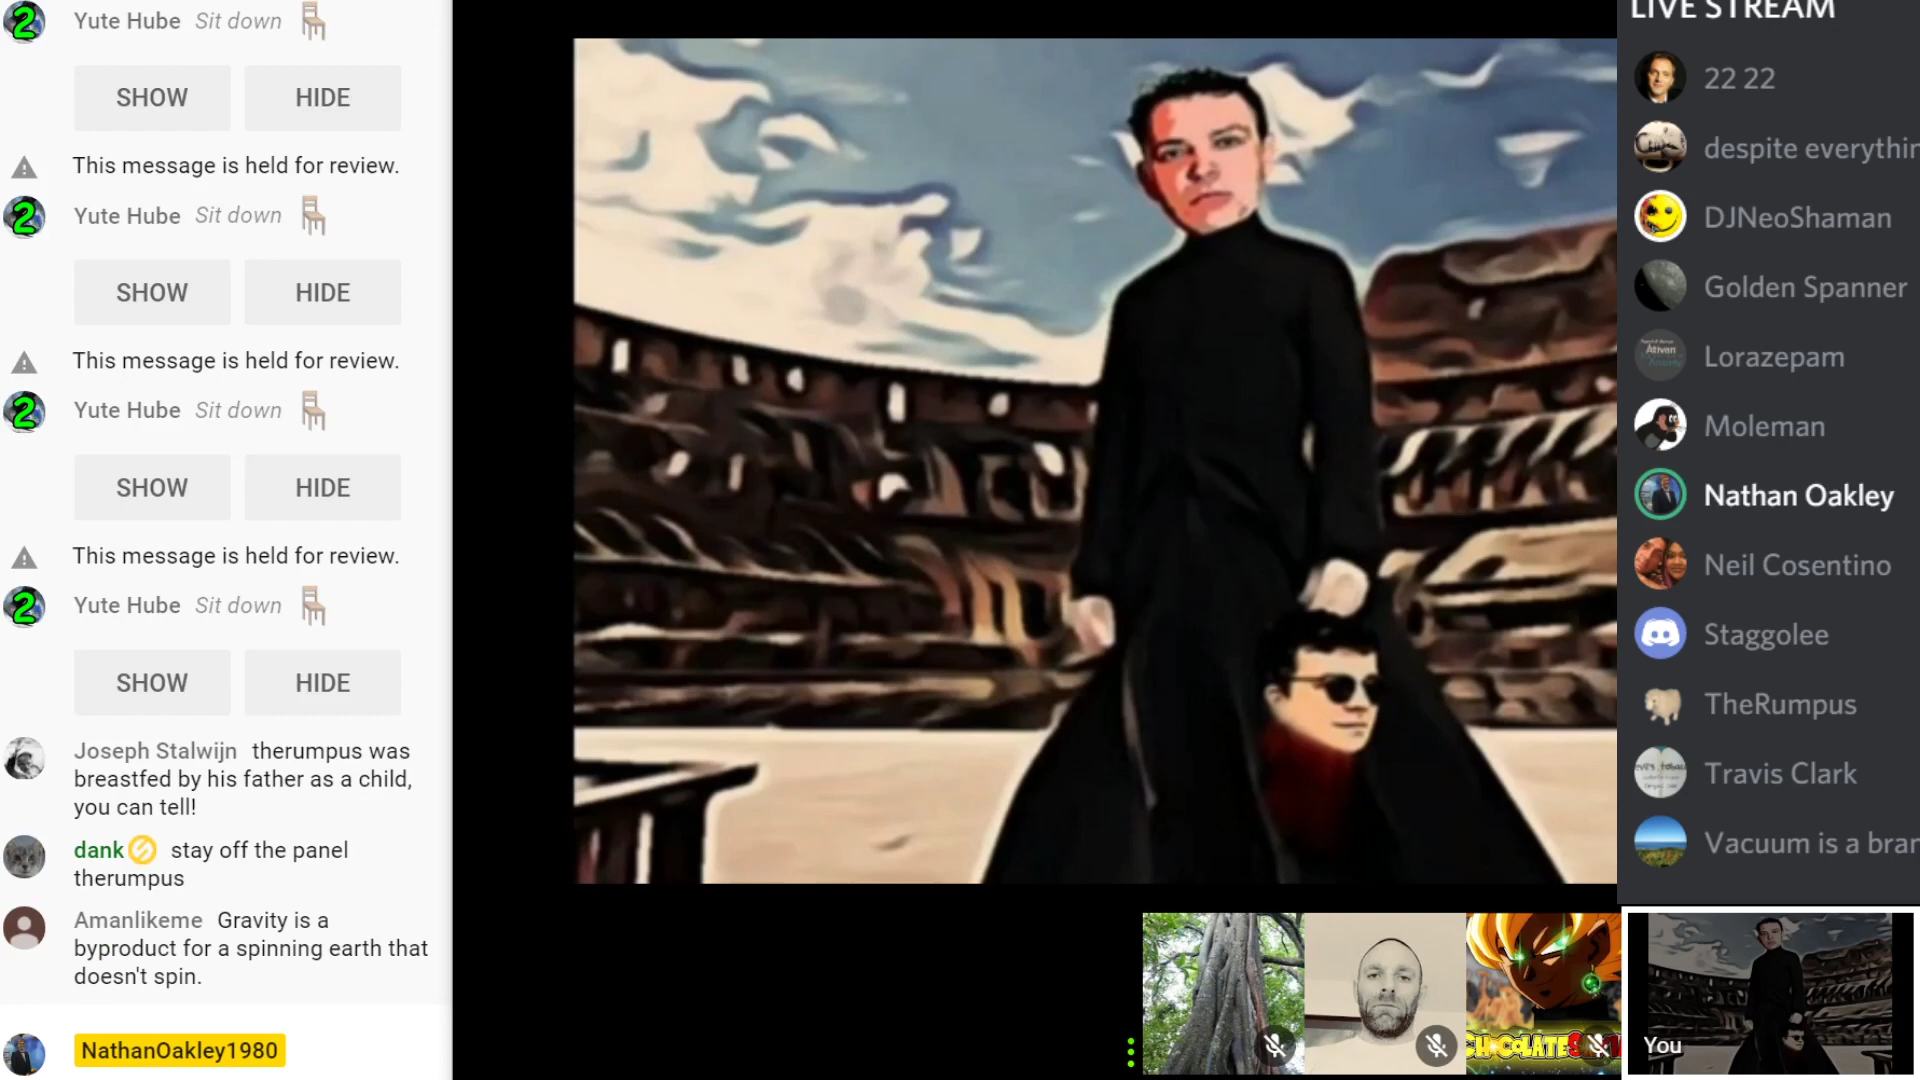 Yute Hube Sit down
SHOW HIDE
This message is held for review.
Yute Hube Sit down
SHOW HIDE
This message is held for review.
Yute Hube Sit down
SHOW HIDE
This message is held for review.
Yute Hube Sit down
SHOW HIDE
Joseph Stalwijn therumpus was
breastfed by his father as a child,
you can tell!
dank stay off the panel
therumpus
Amanlikeme Gravity is a
byproduct for a spinning earth that
doesn't spin.
NathanOakley1980
You
LIVE STREAM
22 22
despite everythin
DJNeoShaman
Golden Spanner
Ativan
Lorazepam
Moleman
Nathan Oakley
Neil Cosentino
Staggolee
TheRumpus
Travis Clark
Vacuum is a bran